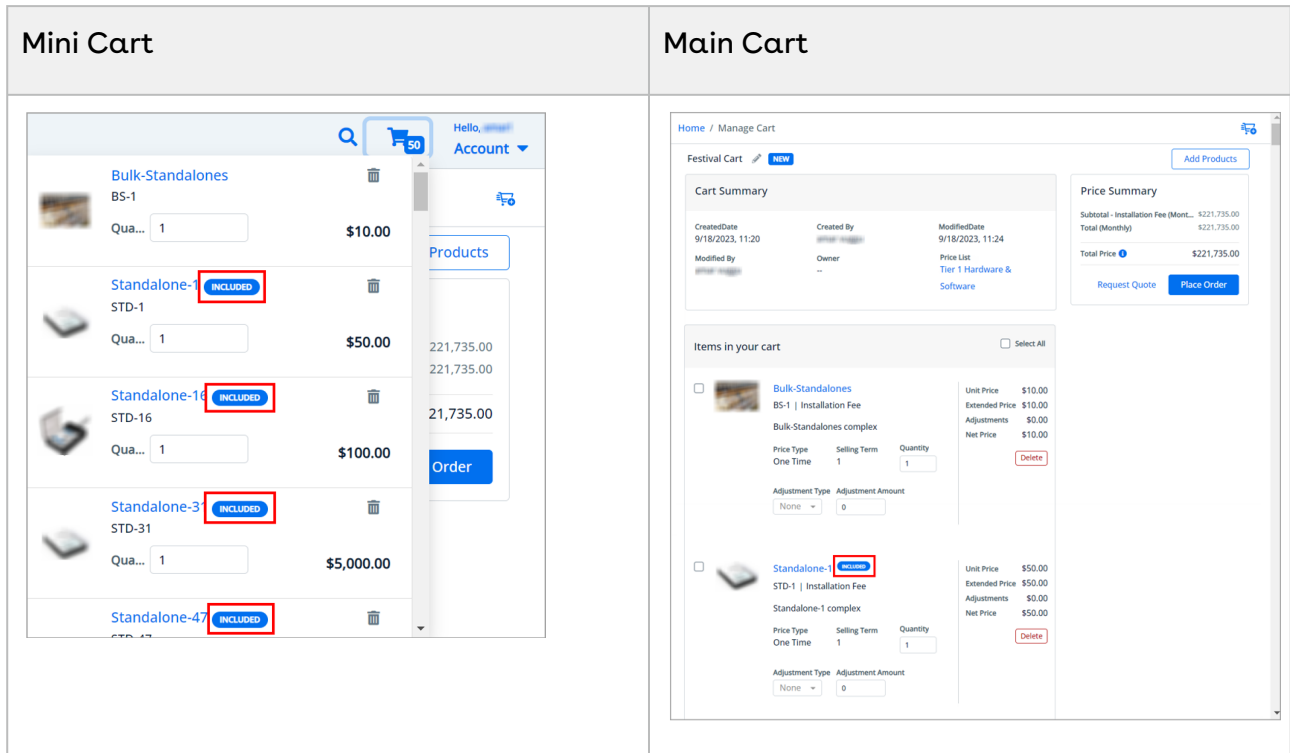 Mini Cart
Main Cart
50
Hello,
Account
Bulk-Standalones
BS-1
Qua... 1
$10.00
Products
Standalone-1 INCLUDED
STD-1
Qua... 1
$50.00
221,735.00
221,735.00
Standalone-16 INCLUDED
STD-16
21,735.00
Qua... 1
$100.00
Order
Standalone-31 INCLUDED
STD-31
Qua... 1
$5,000.00
Standalone-47 INCLUDED
STD-47
Home / Manage Cart
Festival Cart NEW
Add Products
Cart Summary
CreatedDate Created By ModifiedDate
9/18/2023, 11:20 9/18/2023, 11:24
Modified By Owner Price List
-- Tier 1 Hardware &
Software
Price Summary
Subtotal - Installation Fee (Mont... $221,735.00
Total (Monthly) $221,735.00
Total Price $221,735.00
Request Quote Place Order
Items in your cart Select All
Bulk-Standalones
BS-1 | Installation Fee
Bulk-Standalones complex
Price Type Selling Term Quantity
One Time 1 1
Adjustment Type Adjustment Amount
None 0
Unit Price $10.00
Extended Price $10.00
Adjustments $0.00
Net Price $10.00
Delete
Standalone-1 INCLUDED
STD-1 | Installation Fee
Standalone-1 complex
Price Type Selling Term Quantity
One Time 1 1
Adjustment Type Adjustment Amount
None 0
Unit Price $50.00
Extended Price $50.00
Adjustments $0.00
Net Price $50.00
Delete